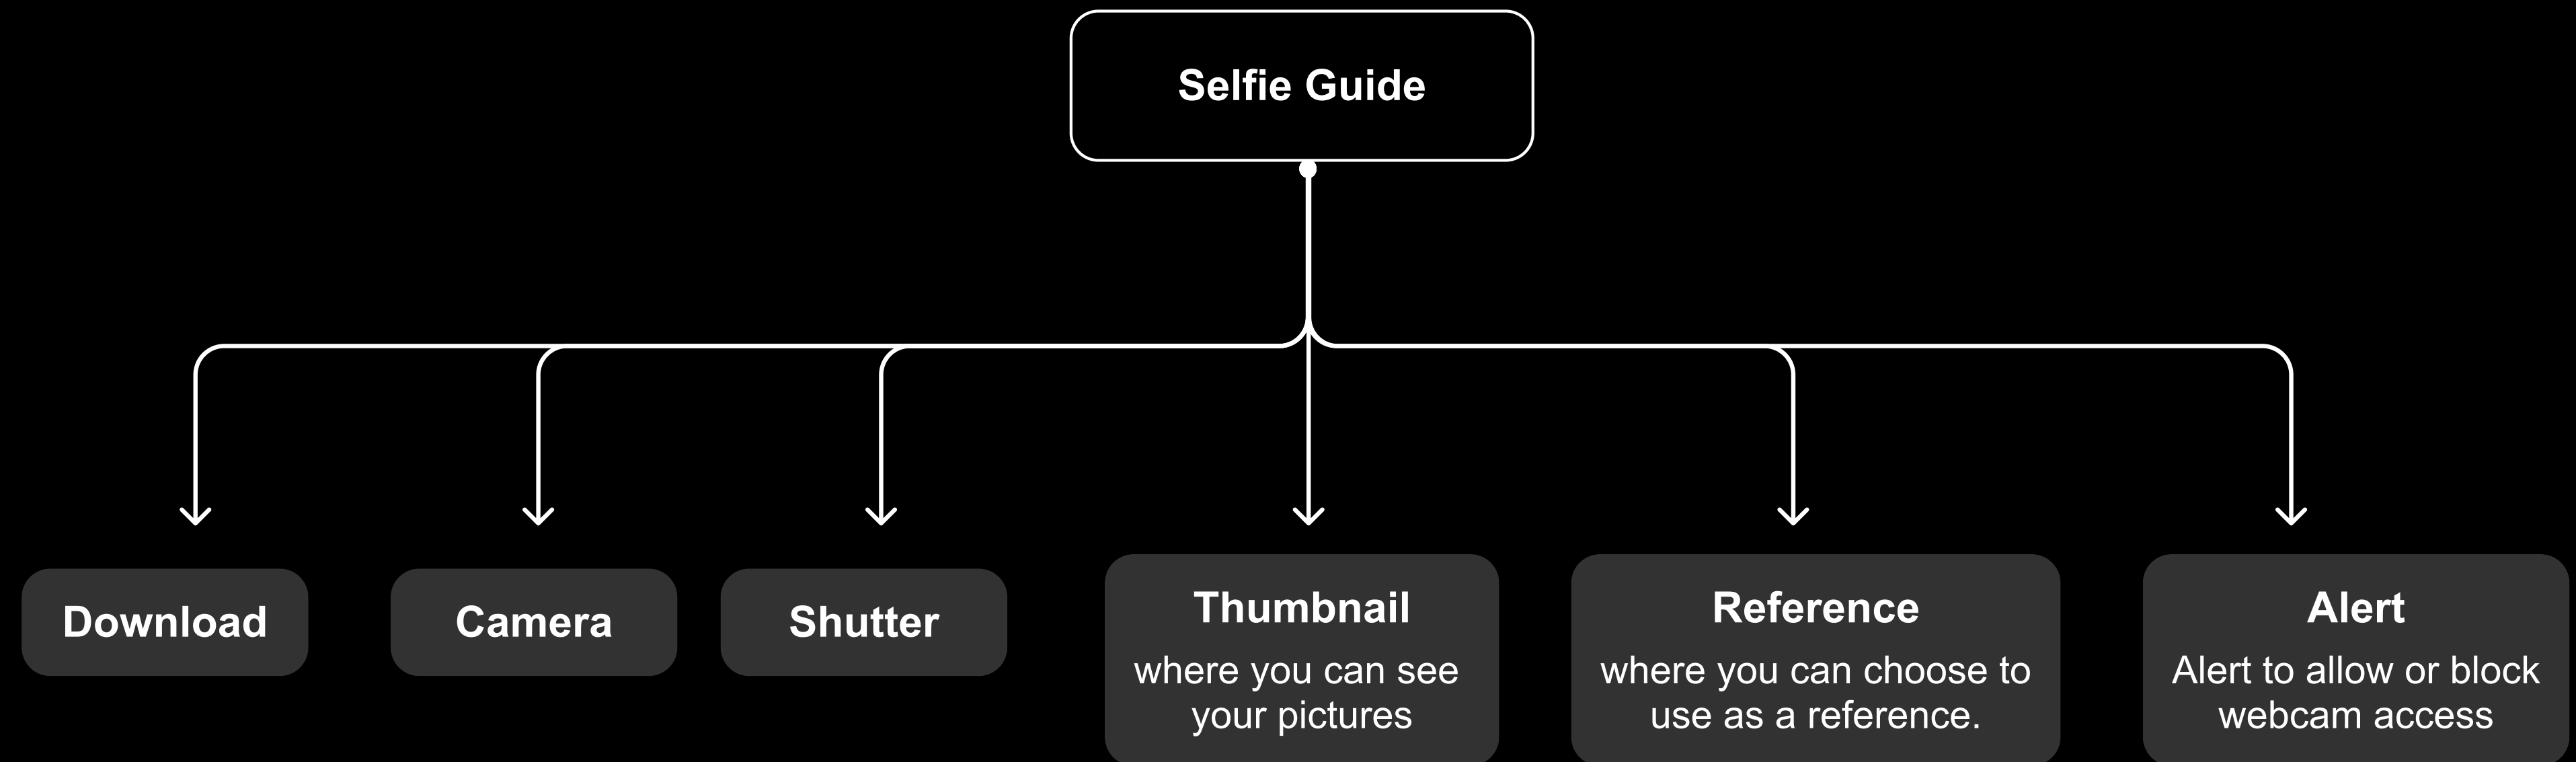 Selfie Guide
Download
Camera
Shutter
Thumbnail
where you can see
your pictures
Reference
where you can choose to
use as a reference.
Alert
Alert to allow or block
webcam access